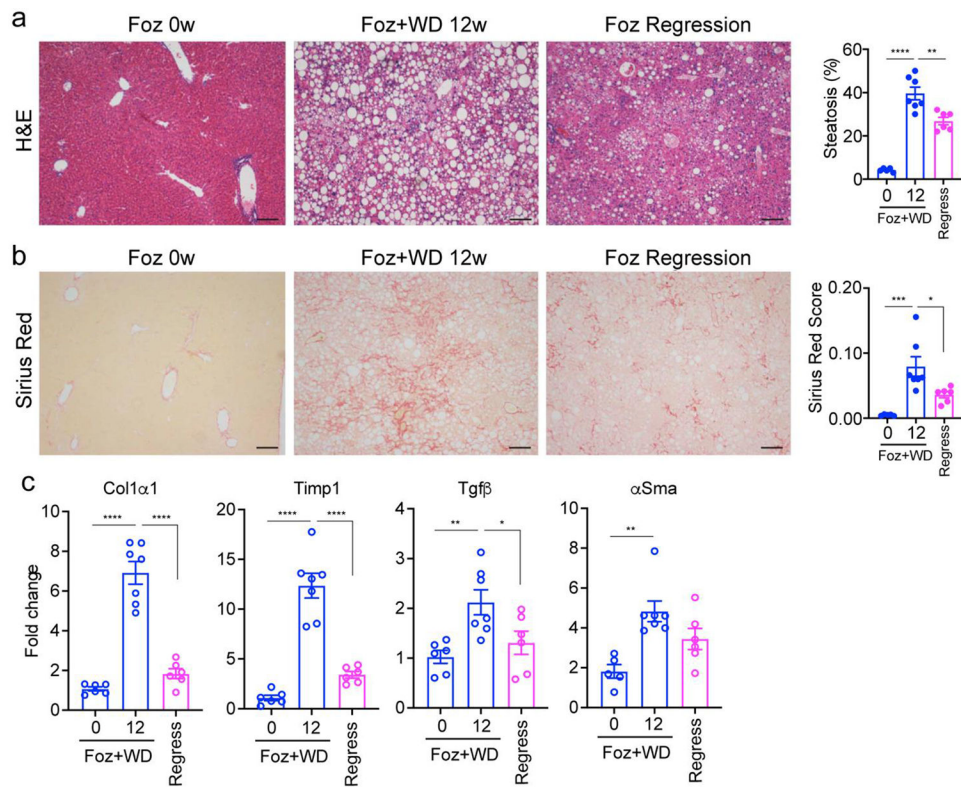 a
Foz 0w
Foz+WD 12w
Foz Regression
H&E
Steatosis (%)
60
40
20
0
****
**
0
12
Regress
Foz+WD
b
Foz 0w
Foz+WD 12w
Foz Regression
Sirius Red
Sirius Red Score
0.20
0.10
0.00
***
*
0
12
Regress
Foz+WD
c
Col1α1
Fold change
10
8
6
4
2
0
****
****
0
12
Regress
Foz+WD
Timp1
20
15
10
5
0
****
****
0
12
Regress
Foz+WD
Tgfβ
4
3
2
1
0
**
*
0
12
Regress
Foz+WD
αSma
10
8
6
4
2
0
**
0
12
Regress
Foz+WD